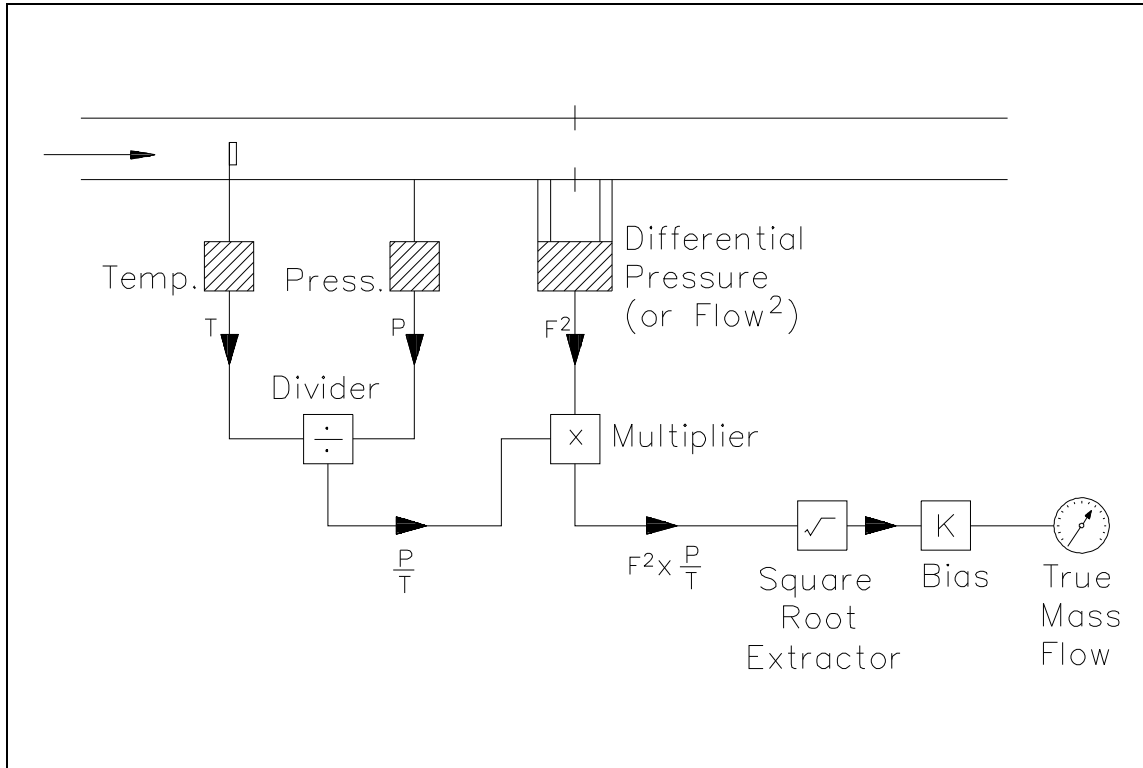 Differential
Pressure
(or Flow²)
Temp.
Press.
T
P
F²
Divider
÷
x
Multiplier
P
T
F² x P
T
√
K
Square
Root
Extractor
Bias
True
Mass
Flow